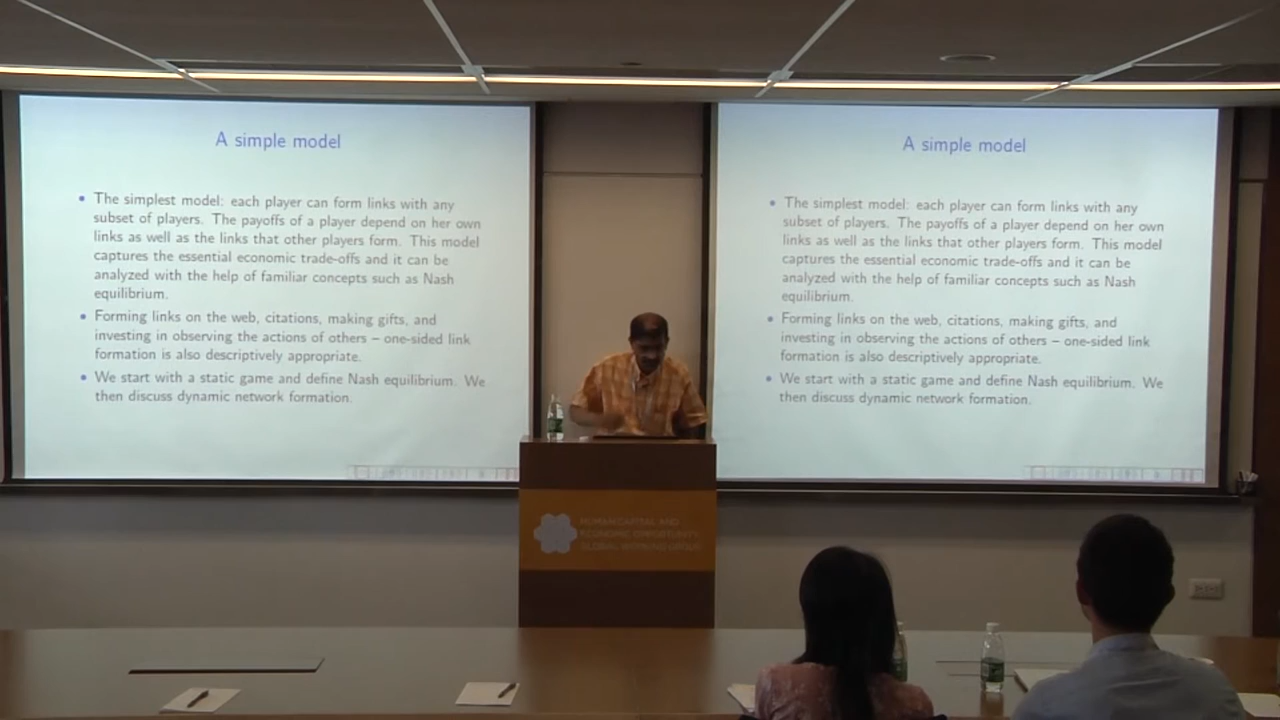 A simple model
The simplest model: each player can form links with any
subset of players. The payoffs of a player depend on her own
links as well as the links that other players form. This model
captures the essential economic trade-offs and it can be
analyzed with the help of familiar concepts such as Nash
equilibrium.
Forming links on the web, citations, making gifts, and
investing in observing the actions of others – one-sided link
formation is also descriptively appropriate.
We start with a static game and define Nash equilibrium. We
then discuss dynamic network formation.
A simple model
The simplest model: each player can form links with any
subset of players. The payoffs of a player depend on her own
links as well as the links that other players form. This model
captures the essential economic trade-offs and it can be
analyzed with the help of familiar concepts such as Nash
equilibrium.
Forming links on the web, citations, making gifts, and
investing in observing the actions of others – one-sided link
formation is also descriptively appropriate.
We start with a static game and define Nash equilibrium. We
then discuss dynamic network formation.
HUMAN CAPITAL AND
ECONOMIC OPPORTUNITY
GLOBAL WORKING GROUP